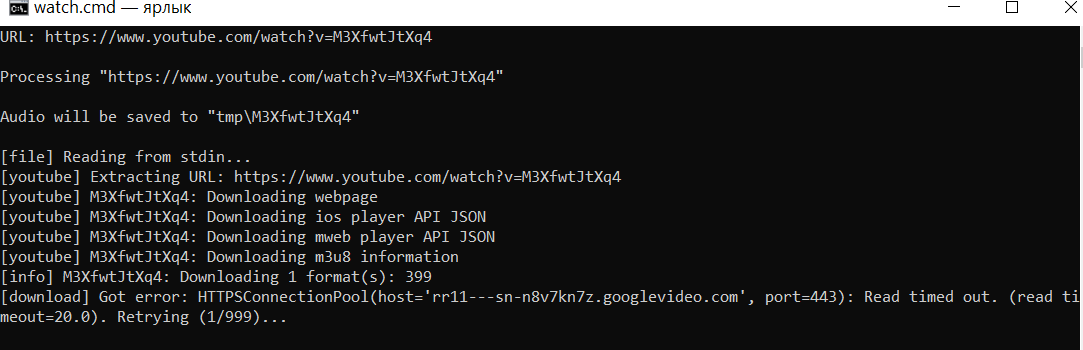 watch.cmd — ярлык
URL: https://www.youtube.com/watch?v=M3XfwtJtXq4
Processing "https://www.youtube.com/watch?v=M3XfwtJtXq4"
Audio will be saved to "tmp\M3XfwtJtXq4"
[file] Reading from stdin...
[youtube] Extracting URL: https://www.youtube.com/watch?v=M3XfwtJtXq4
[youtube] M3XfwtJtXq4: Downloading webpage
[youtube] M3XfwtJtXq4: Downloading ios player API JSON
[youtube] M3XfwtJtXq4: Downloading mweb player API JSON
[youtube] M3XfwtJtXq4: Downloading m3u8 information
[info] M3XfwtJtXq4: Downloading 1 format(s): 399
[download] Got error: HTTPSConnectionPool(host='rr11---sn-n8v7kn7z.googlevideo.com', port=443): Read timed out. (read ti
meout=20.0). Retrying (1/999)...